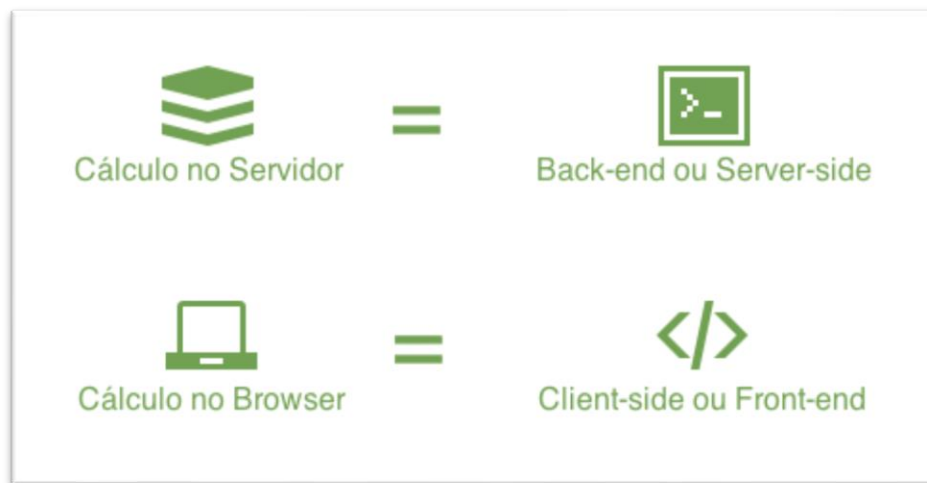 =
>_
Cálculo no Servidor
Back-end ou Server-side
=
</>
Cálculo no Browser
Client-side ou Front-end